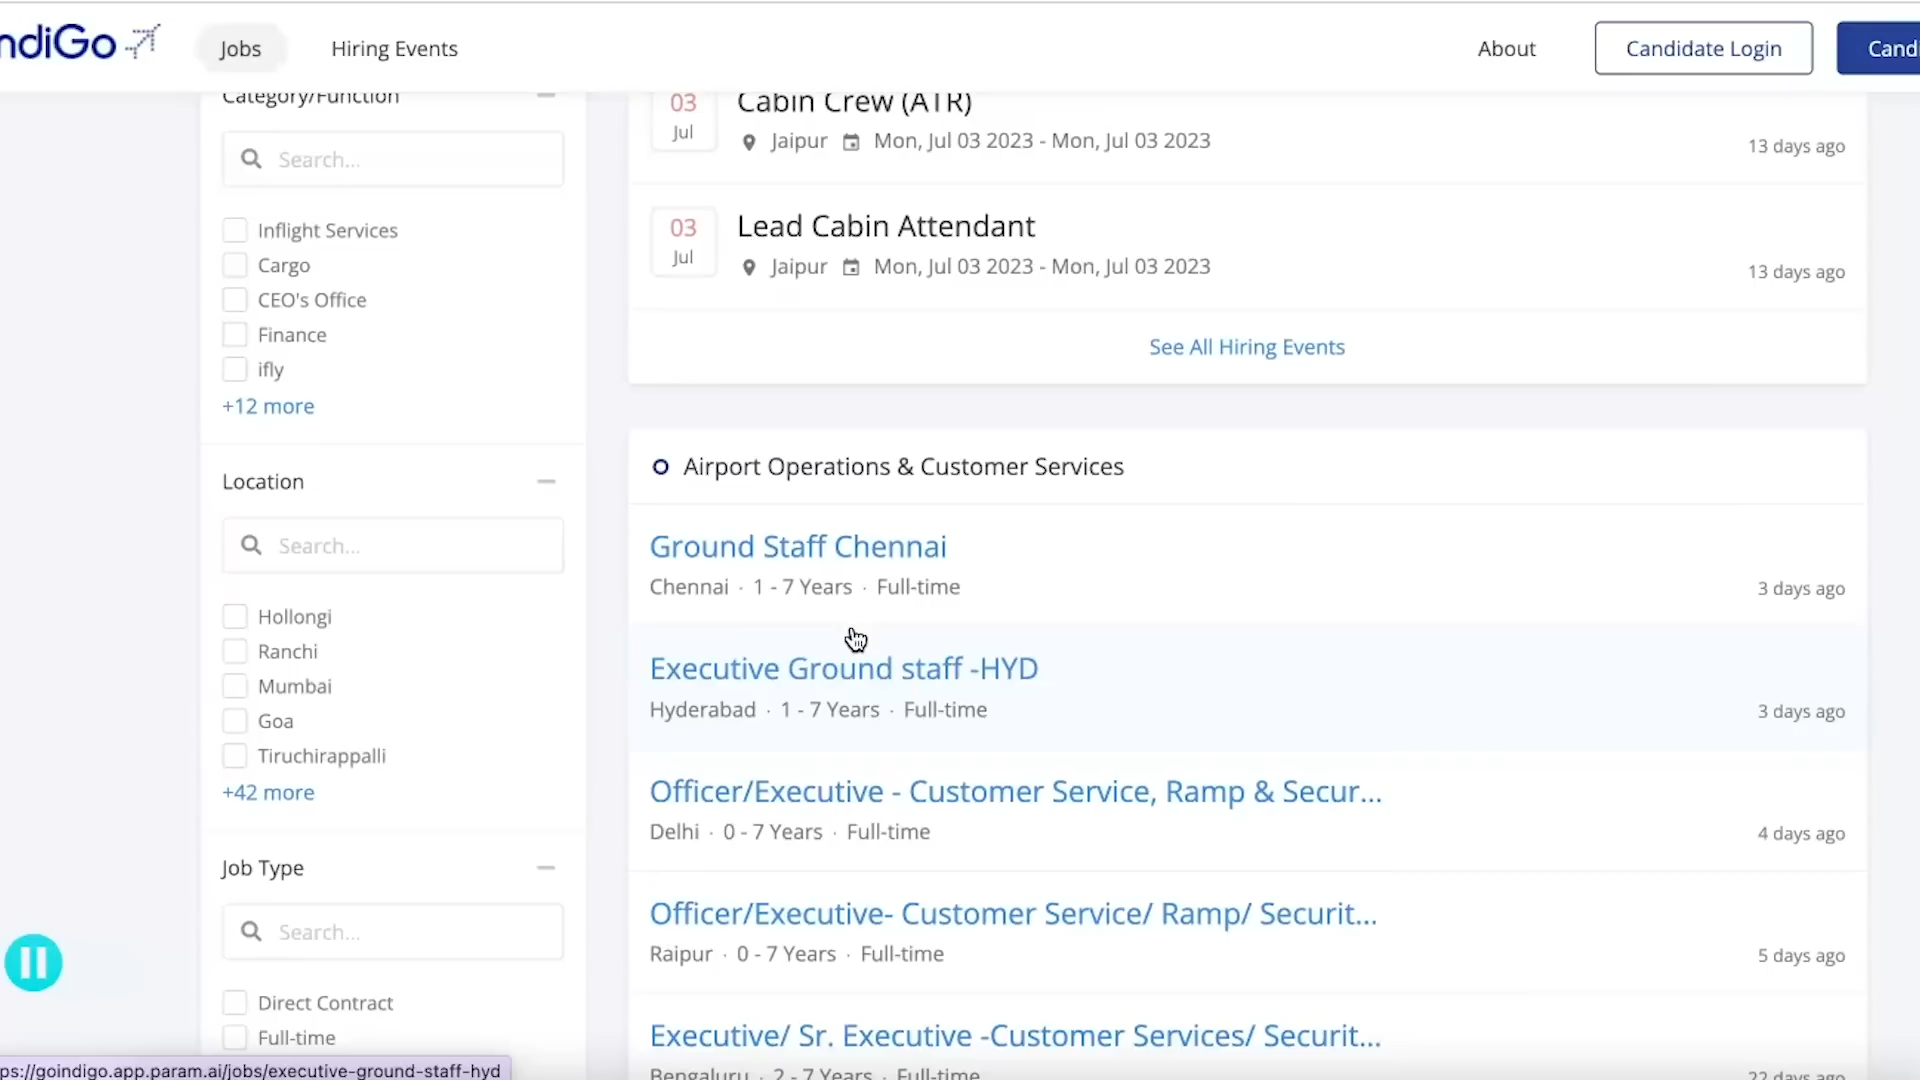 ndiGo
Jobs
Hiring Events
About
Candidate Login
Candi
Category/Function
Search...
Inflight Services
Cargo
CEO's Office
Finance
ifly
+12 more
Location
Search...
Hollongi
Ranchi
Mumbai
Goa
Tiruchirappalli
+42 more
Job Type
Search...
Direct Contract
Full-time
03
Jul
Cabin Crew (ATR)
Jaipur Mon, Jul 03 2023 - Mon, Jul 03 2023
13 days ago
03
Jul
Lead Cabin Attendant
Jaipur Mon, Jul 03 2023 - Mon, Jul 03 2023
13 days ago
See All Hiring Events
Airport Operations & Customer Services
Ground Staff Chennai
Chennai · 1 - 7 Years · Full-time
3 days ago
Executive Ground staff -HYD
Hyderabad · 1 - 7 Years · Full-time
3 days ago
Officer/Executive - Customer Service, Ramp & Secur...
Delhi · 0 - 7 Years · Full-time
4 days ago
Officer/Executive- Customer Service/ Ramp/ Securit...
Raipur · 0 - 7 Years · Full-time
5 days ago
Executive/ Sr. Executive -Customer Services/ Securit...
Bengaluru · 2 - 7 Years · Full-time
22 days ago
ps://goindigo.app.param.ai/jobs/executive-ground-staff-hyd